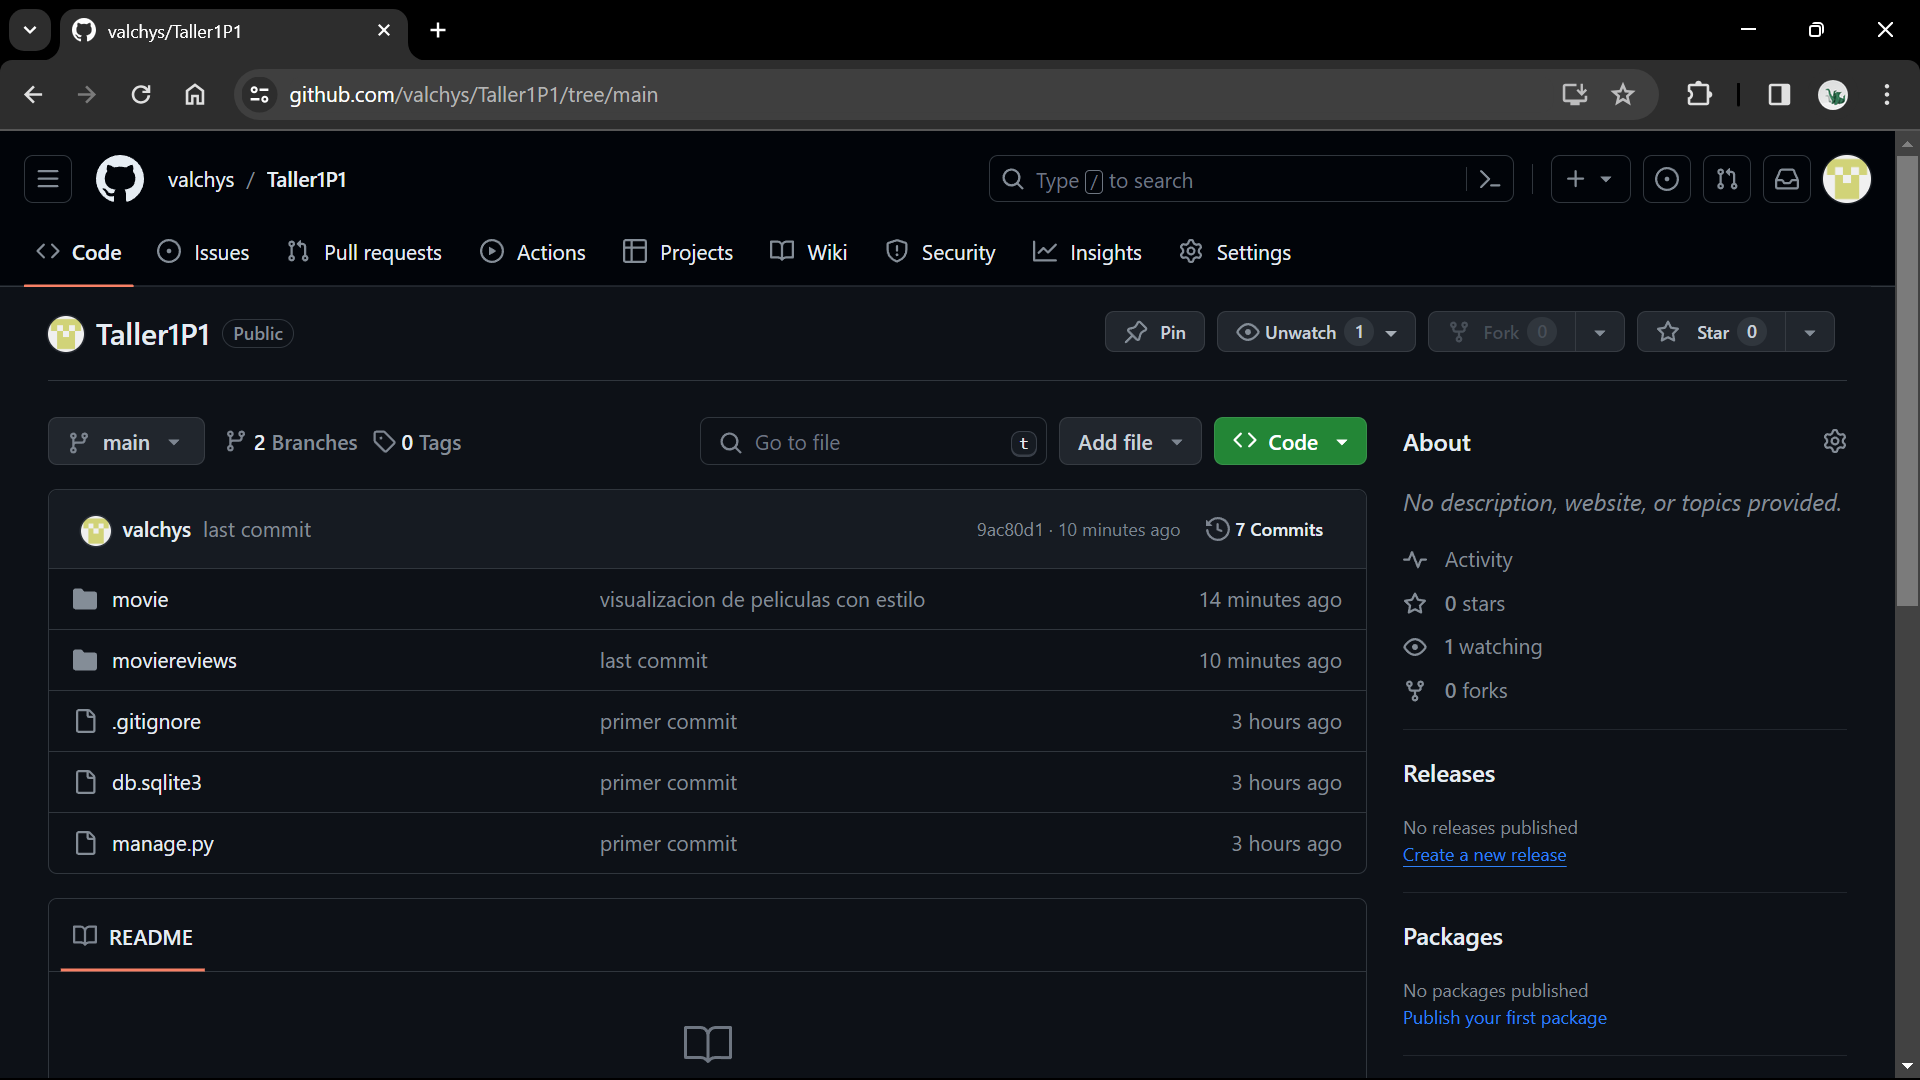 valchys/Taller1P1
github.com/valchys/Taller1P1/tree/main
valchys / Taller1P1
Type / to search
Code Issues Pull requests Actions Projects Wiki Security Insights Settings
Taller1P1 Public
Pin Unwatch 1 Fork 0 Star 0
main 2 Branches 0 Tags Go to file t Add file Code
valchys last commit 9ac80d1 · 10 minutes ago 7 Commits
movie visualizacion de peliculas con estilo 14 minutes ago
moviereviews last commit 10 minutes ago
.gitignore primer commit 3 hours ago
db.sqlite3 primer commit 3 hours ago
manage.py primer commit 3 hours ago
README
About
No description, website, or topics provided.
Activity
0 stars
1 watching
0 forks
Releases
No releases published
Create a new release
Packages
No packages published
Publish your first package